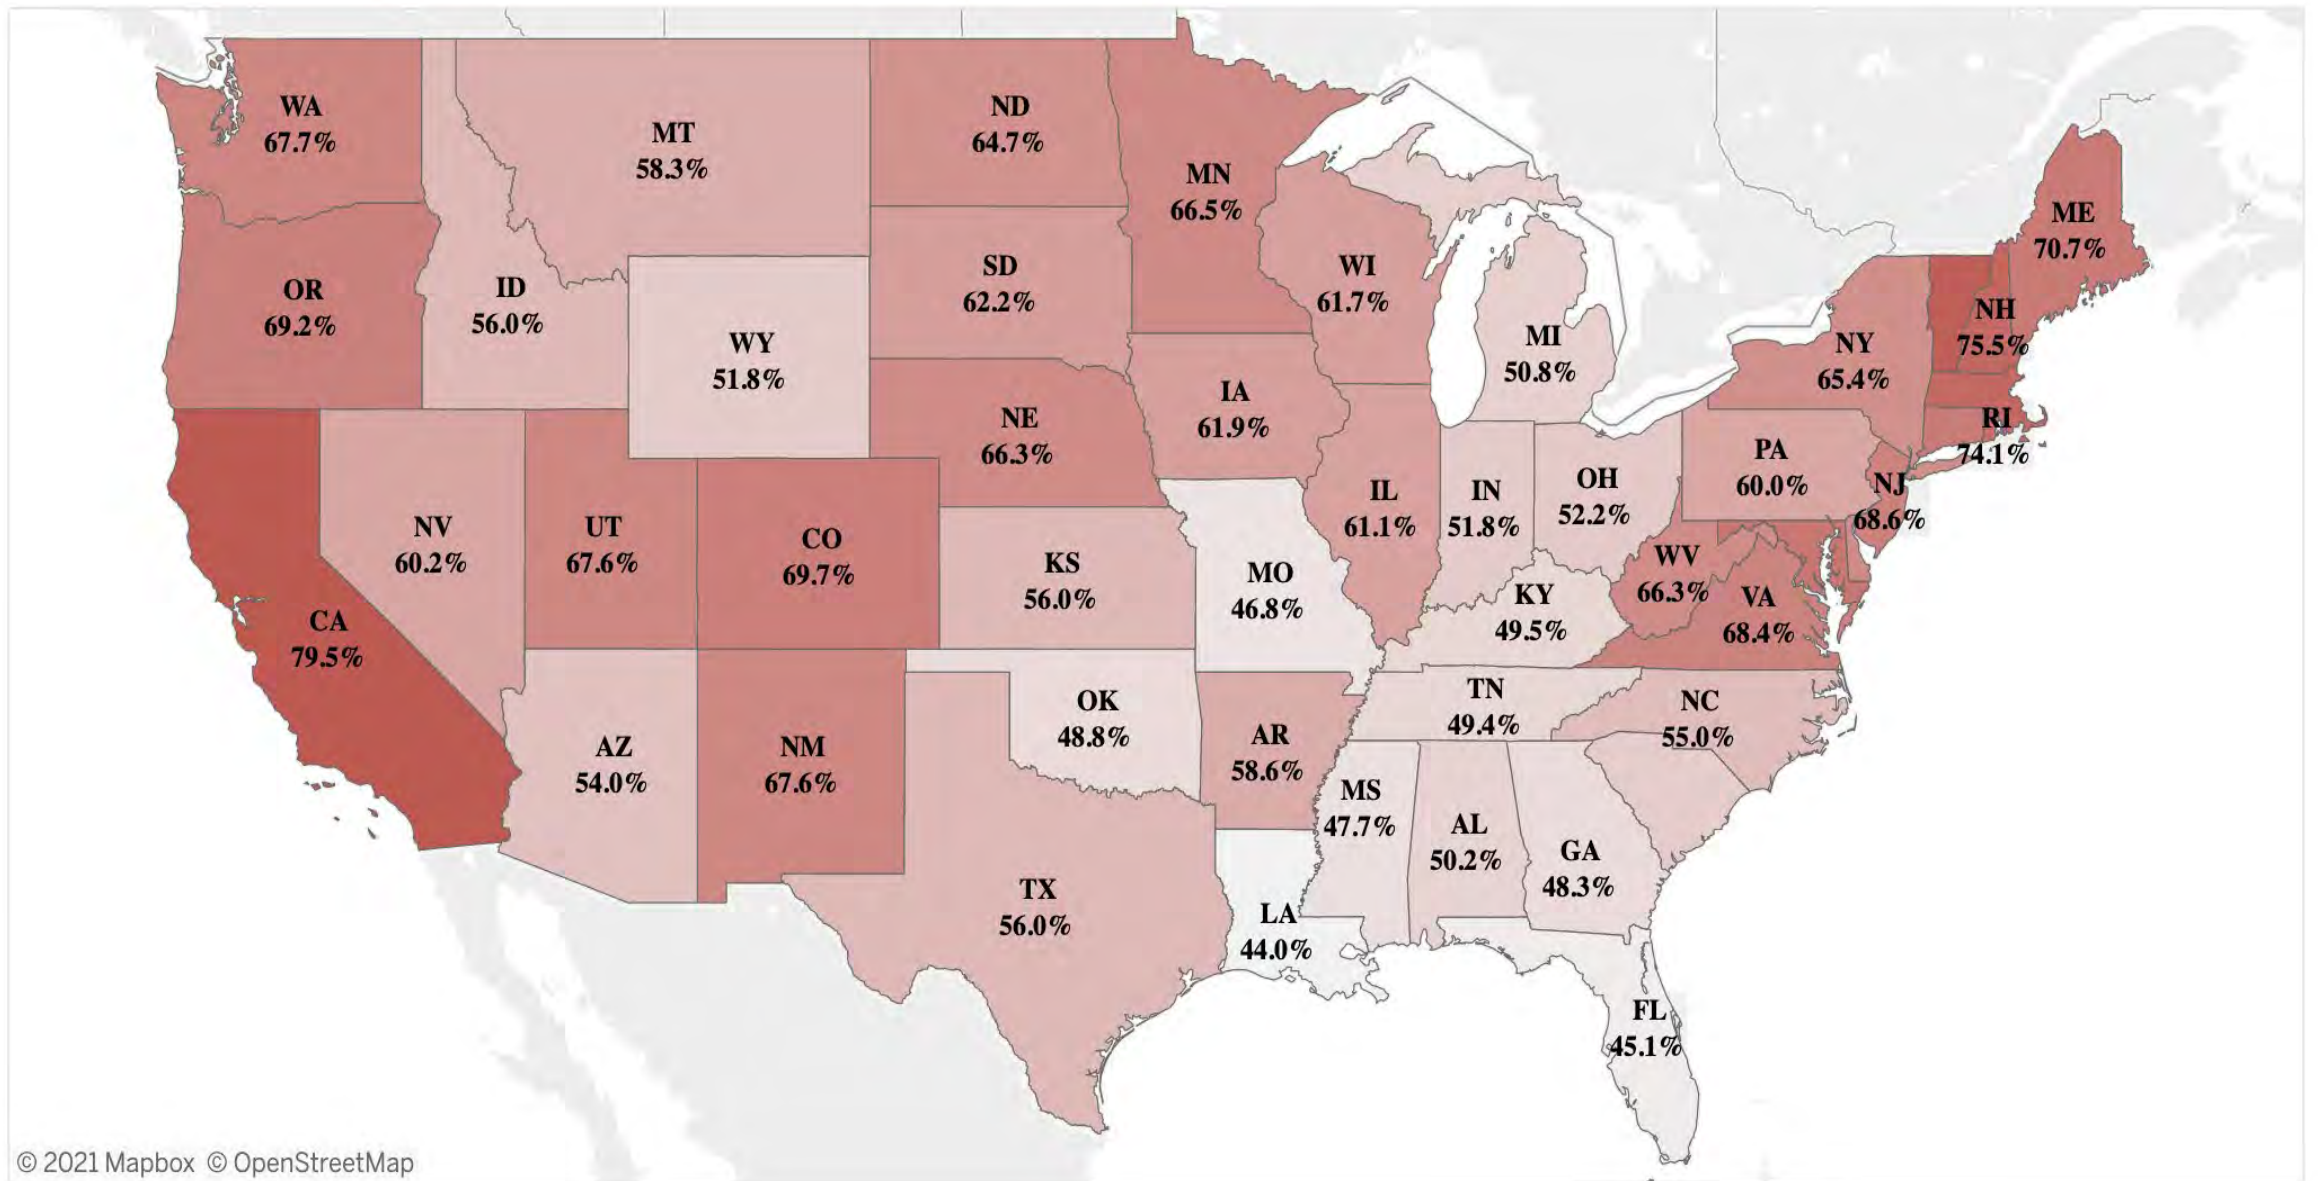 WA
67.7%
MT
58.3%
ND
64.7%
MN
66.5%
ME
70.7%
OR
69.2%
ID
56.0%
WY
51.8%
SD
62.2%
WI
61.7%
MI
50.8%
NY
65.4%
NH
75.5%
NE
66.3%
IA
61.9%
RI
74.1%
PA
60.0%
NJ
68.6%
NV
60.2%
UT
67.6%
CO
69.7%
KS
56.0%
MO
46.8%
IL
61.1%
IN
51.8%
OH
52.2%
WV
66.3%
VA
68.4%
KY
49.5%
CA
79.5%
AZ
54.0%
NM
67.6%
OK
48.8%
AR
58.6%
TN
49.4%
NC
55.0%
MS
47.7%
AL
50.2%
GA
48.3%
TX
56.0%
LA
44.0%
FL
45.1%
© 2021 Mapbox © OpenStreetMap